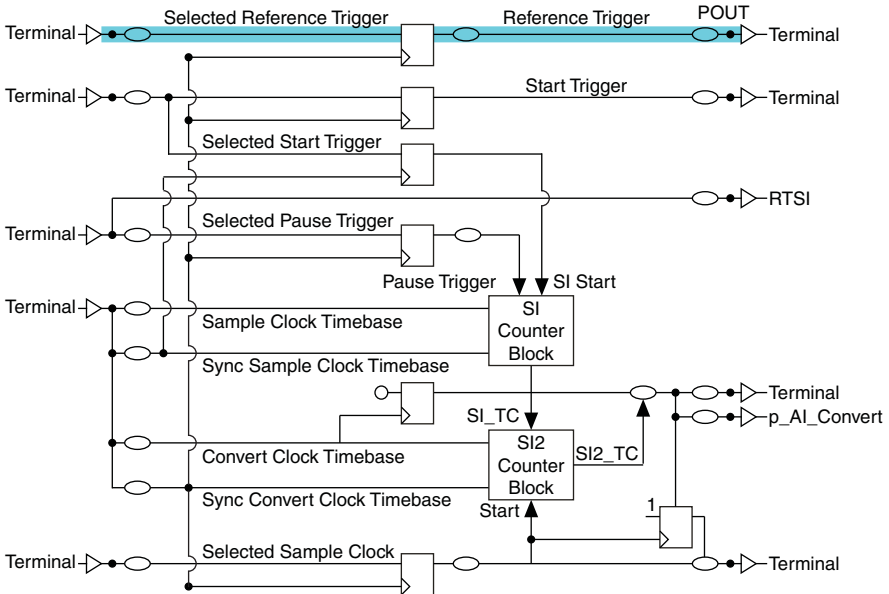 Selected Reference Trigger
Reference Trigger
POUT
Terminal
Terminal
Start Trigger
Terminal
Terminal
Selected Start Trigger
RTSI
Selected Pause Trigger
Terminal
Pause Trigger
SI Start
Terminal
SI
Counter
Block
Sample Clock Timebase
Sync Sample Clock Timebase
Terminal
SI_TC
p_AI_Convert
SI2
Counter
Block
Convert Clock Timebase
SI2_TC
Sync Convert Clock Timebase
Start
1
Selected Sample Clock
Terminal
Terminal